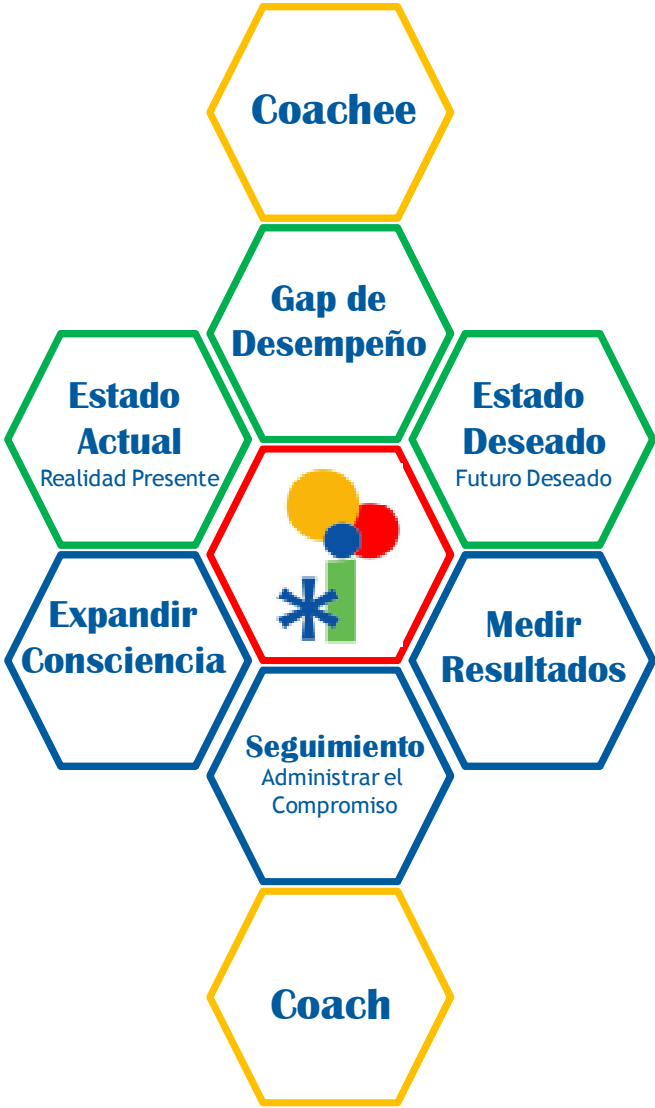 Coachee
Gap de
Desempeño
Estado
Actual
Realidad Presente
Estado
Deseado
Futuro Deseado
Expandir
Consciencia
Medir
Resultados
Seguimiento
Administrar el
Compromiso
Coach